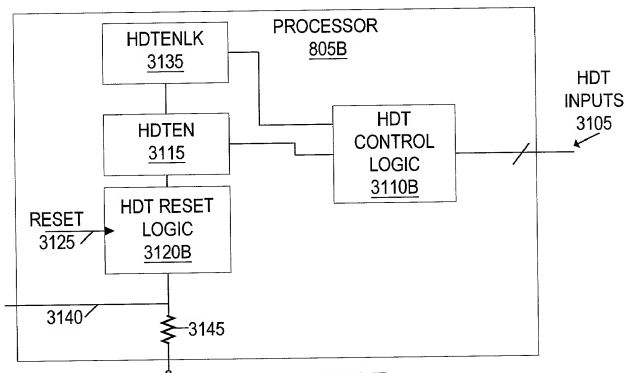 PROCESSOR
805B
HDTENLK
3135
HDTEN
3115
HDT
CONTROL
LOGIC
3110B
HDT
INPUTS
3105
HDT RESET
LOGIC
3120B
RESET
3125
3140
3145